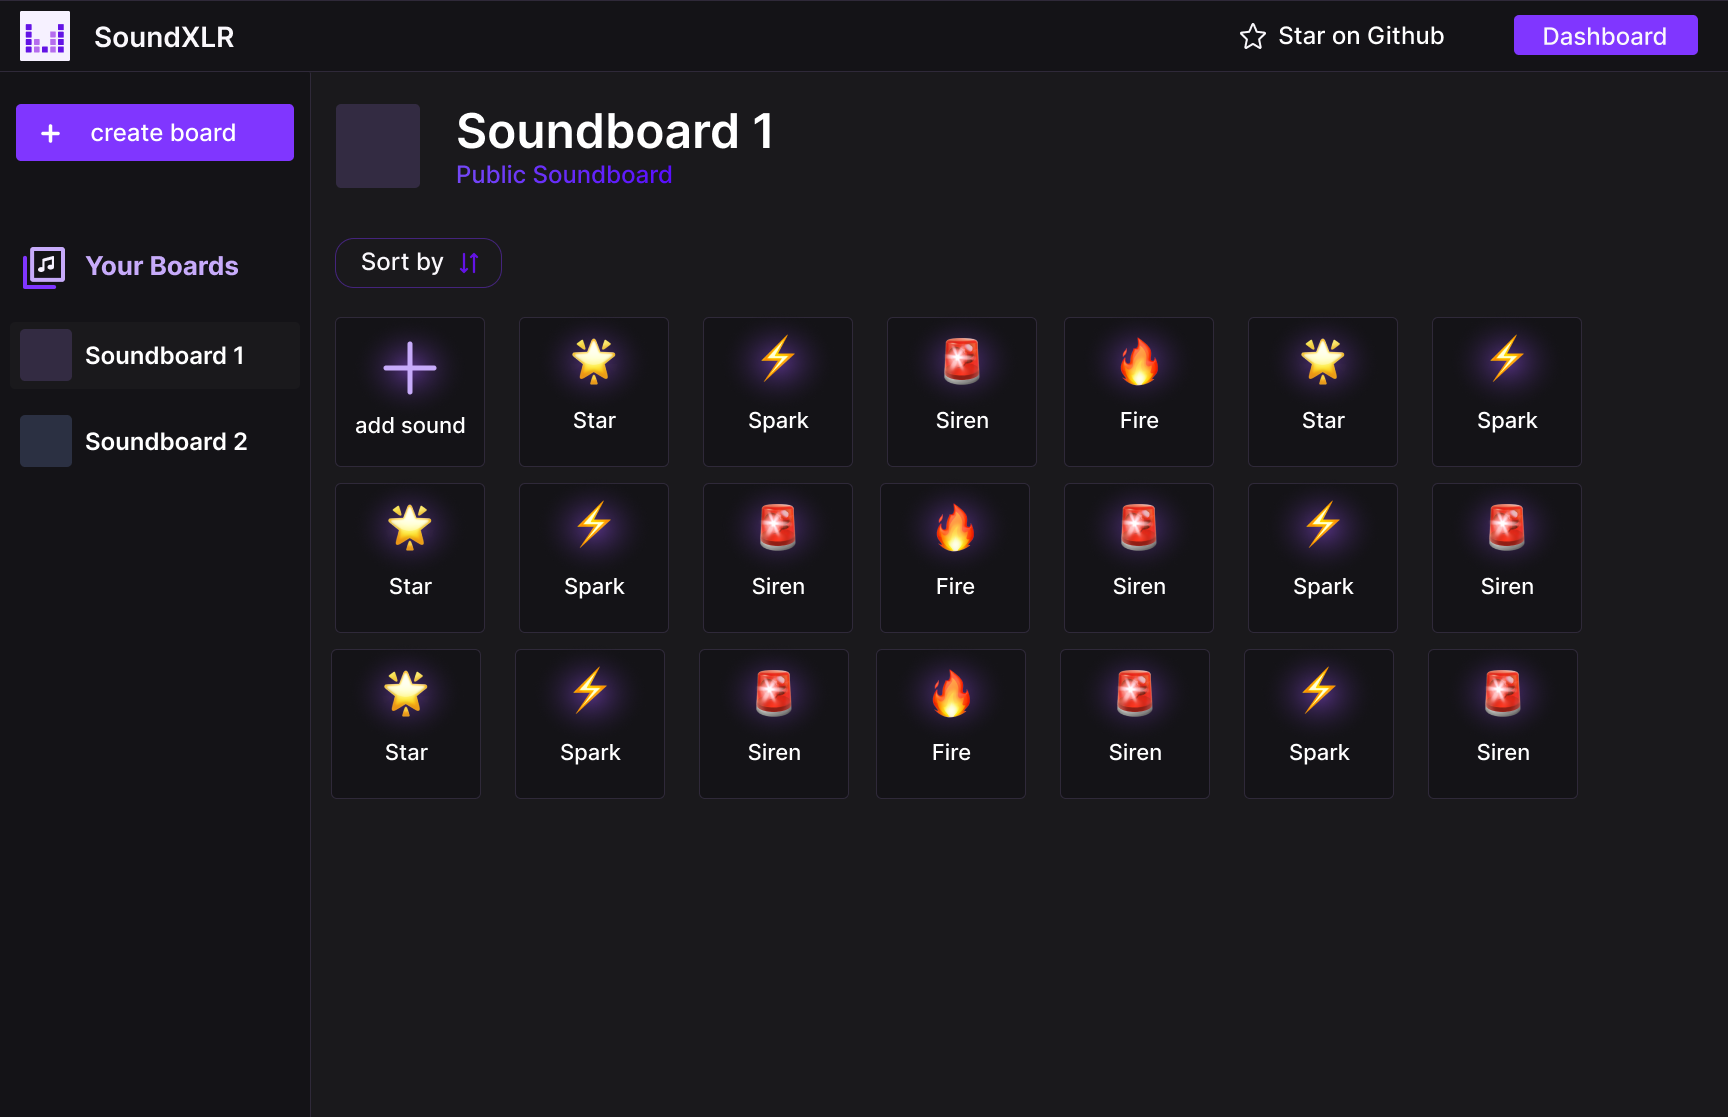 SoundXLR
Star on Github
Dashboard
create board
Your Boards
Soundboard 1
Soundboard 2
Soundboard 1
Public Soundboard
Sort by
add sound
Star
Spark
Siren
Fire
Star
Spark
Star
Spark
Siren
Fire
Siren
Spark
Siren
Star
Spark
Siren
Fire
Siren
Spark
Siren